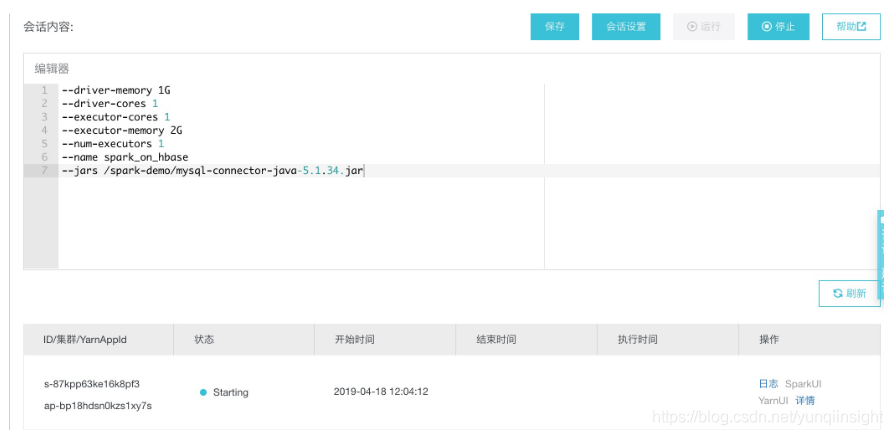 会话内容:
保存 会话设置 运行 停止 帮助
编辑器
1 --driver-memory 1G
2 --driver-cores 1
3 --executor-cores 1
4 --executor-memory 2G
5 --num-executors 1
6 --name spark_on_hbase
7 --jars /spark-demo/mysql-connector-java-5.1.34.jar
刷新
ID/集群/YarnAppId 状态 开始时间 结束时间 执行时间 操作
s-87kpp63ke16k8pf3 Starting 2019-04-18 12:04:12 日志 SparkUI
ap-bp18hdsn0kzs1xy7s YarnUI 详情
https://blog.csdn.net/yunqiinsight